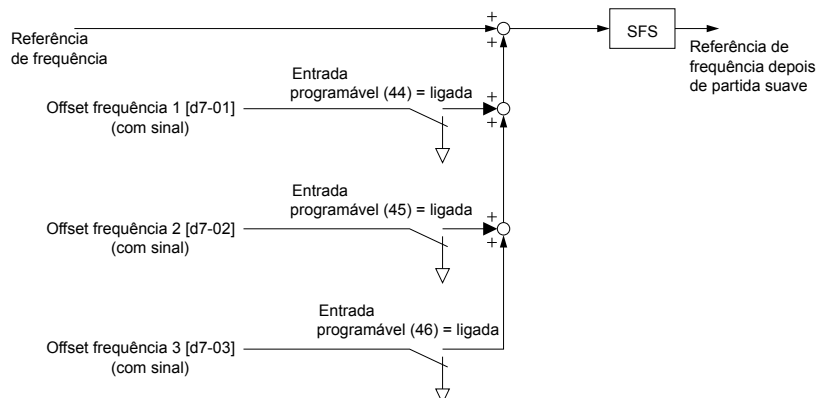 Referência
de frequência
+
+
SFS
Referência de
frequência depois
de partida suave
Entrada
programável (44) = ligada
Offset frequência 1 [d7-01]
(com sinal)
+
+
Entrada
programável (45) = ligada
Offset frequência 2 [d7-02]
(com sinal)
+
+
Entrada
programável (46) = ligada
Offset frequência 3 [d7-03]
(com sinal)